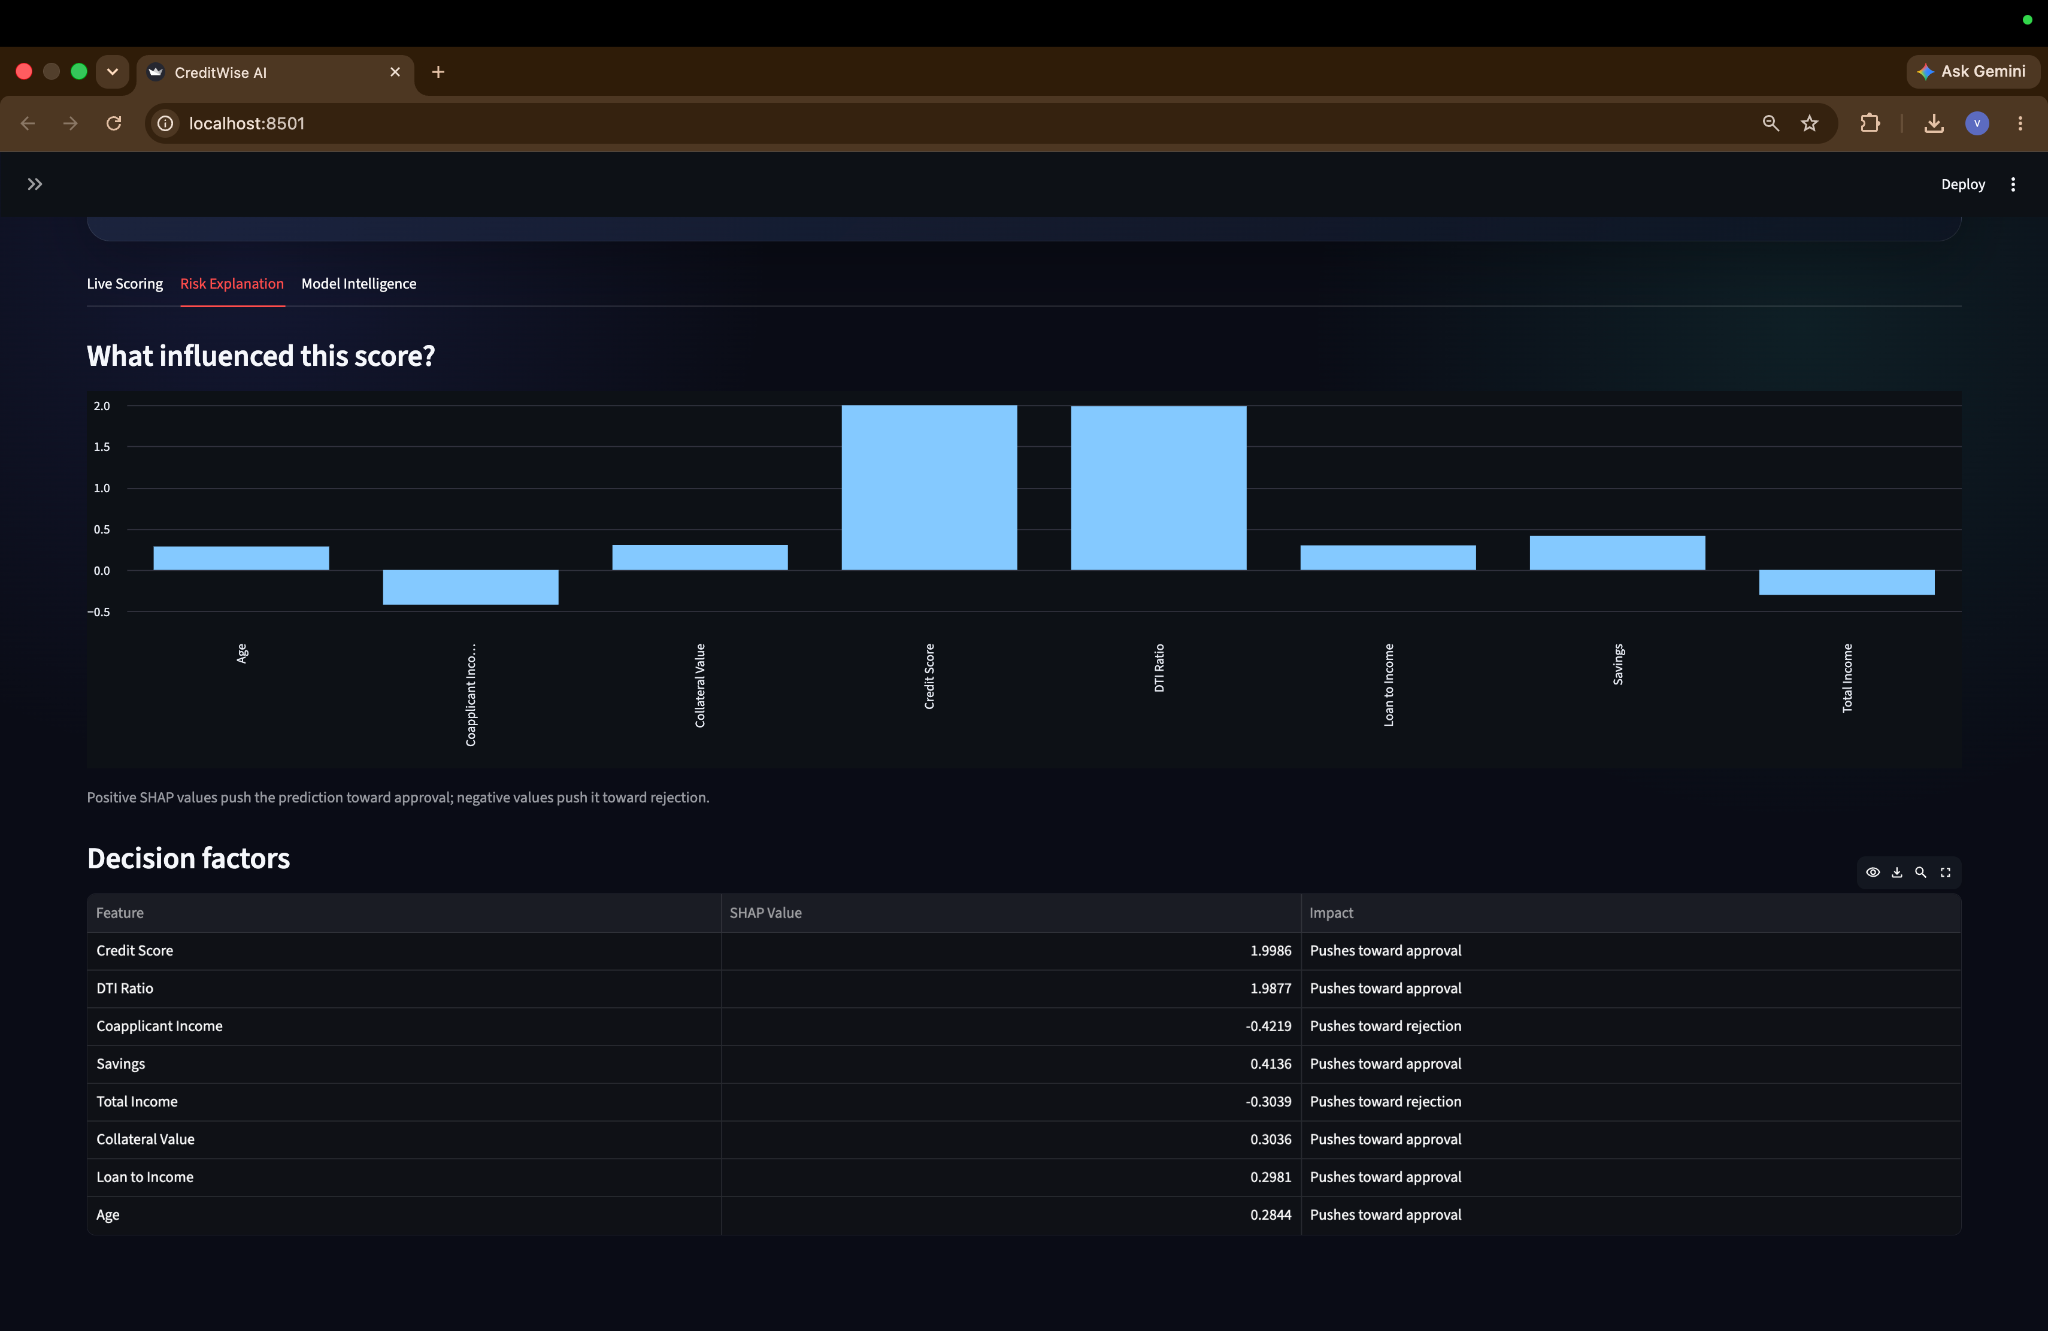 CreditWise AI
Ask Gemini
localhost:8501
V
Deploy
Live Scoring Risk Explanation Model Intelligence
What influenced this score?
2.0
1.5
1.0
0.5
0.0
−0.5
Age
Coapplicant Inco…
Collateral Value
Credit Score
DTI Ratio
Loan to Income
Savings
Total Income
Positive SHAP values push the prediction toward approval; negative values push it toward rejection.
Decision factors
Feature SHAP Value Impact
Credit Score 1.9986 Pushes toward approval
DTI Ratio 1.9877 Pushes toward approval
Coapplicant Income -0.4219 Pushes toward rejection
Savings 0.4136 Pushes toward approval
Total Income -0.3039 Pushes toward rejection
Collateral Value 0.3036 Pushes toward approval
Loan to Income 0.2981 Pushes toward approval
Age 0.2844 Pushes toward approval